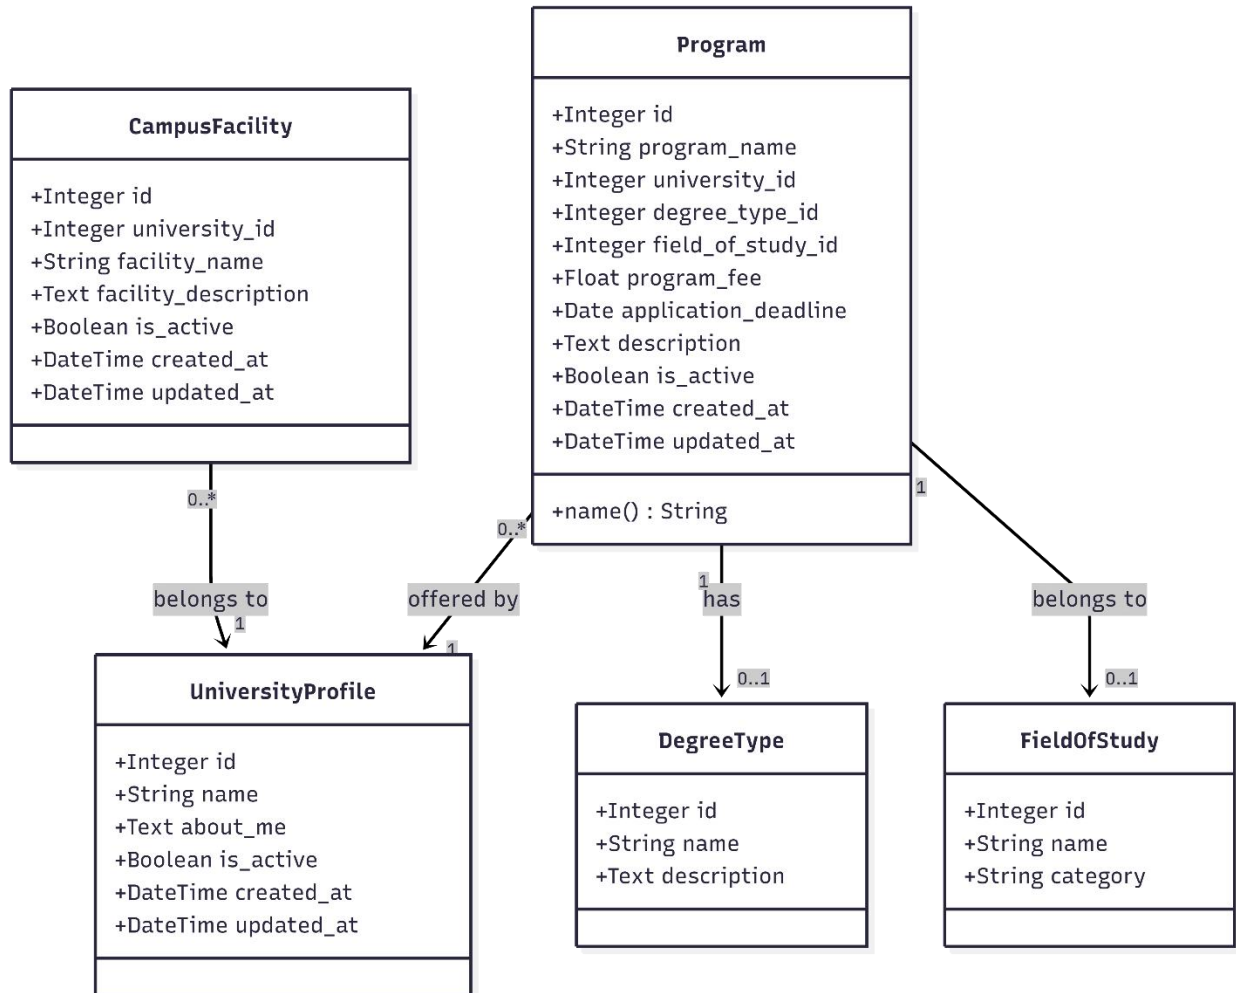 Program
+Integer id
+String program_name
+Integer university_id
+Integer degree_type_id
+Integer field_of_study_id
+Float program_fee
+Date application_deadline
+Text description
+Boolean is_active
+DateTime created_at
+DateTime updated_at
+name() : String
CampusFacility
+Integer id
+Integer university_id
+String facility_name
+Text facility_description
+Boolean is_active
+DateTime created_at
+DateTime updated_at
0..*
belongs to
1
0..*
offered by
1
1
has
0..1
1
belongs to
0..1
UniversityProfile
+Integer id
+String name
+Text about_me
+Boolean is_active
+DateTime created_at
+DateTime updated_at
DegreeType
+Integer id
+String name
+Text description
FieldOfStudy
+Integer id
+String name
+String category